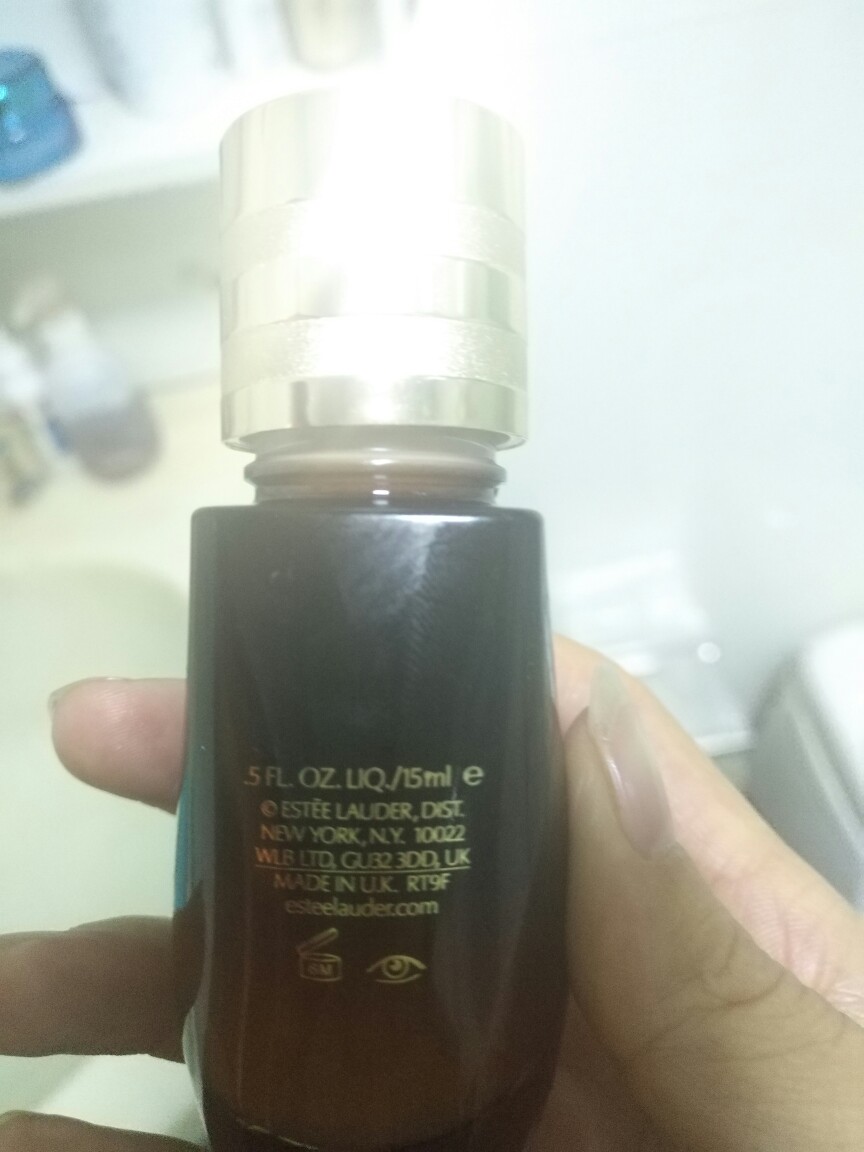 .5 FL. OZ. LIQ./15ml e
© ESTĒE LAUDER, DIST.
NEW YORK, N.Y. 10022
WLB LTD, GU32 3DD, UK
MADE IN U.K. RT9F
esteelauder.com
6M